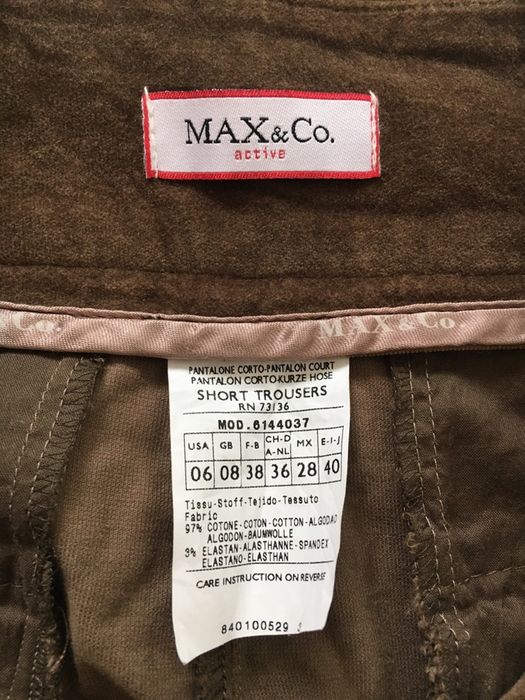 MAX&Co.
active
&Co.
MAX&Co.
PANTALONE CORTO-PANTALON COURT
PANTALON CORTO-KURZE HOSE
SHORT TROUSERS
RN 73136
MOD.6144037
USA GB F-B CH-D A-NL MX E-I-J
06 08 38 36 28 40
Tissu-Stoff-Tejido-Tessuto
Fabric
97% COTONE-COTON-COTTON-ALGODAO
ALGODON-BAUMWOLLE
3% ELASTAN-ALASTHANNE-SPANDEX
ELASTANO-ELASTHAN
CARE INSTRUCTION ON REVERSE
840100529